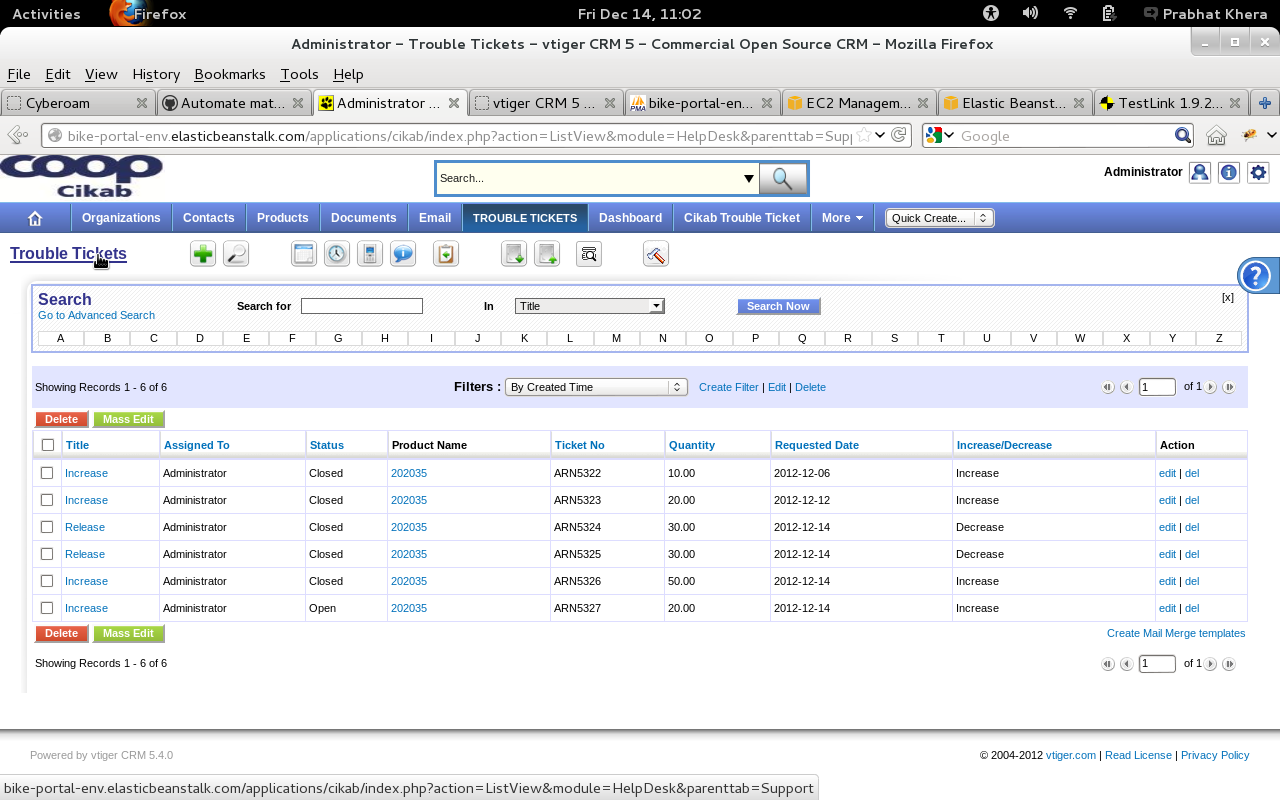 Activities Firefox Fri Dec 14, 11:02 Prabhat Khera
Administrator - Trouble Tickets - vtiger CRM 5 - Commercial Open Source CRM - Mozilla Firefox
File Edit View History Bookmarks Tools Help
Cyberoam Automate mat... Administrator ... vtiger CRM 5 ... bike-portal-en... EC2 Managem... Elastic Beanst... TestLink 1.9.2...
bike-portal-env.elasticbeanstalk.com/applications/cikab/index.php?action=ListView&module=HelpDesk&parenttab=Supp Google
coop
Cikab
Search... Administrator
Organizations Contacts Products Documents Email TROUBLE TICKETS Dashboard Cikab Trouble Ticket More Quick Create...
Trouble Tickets
Search [x]
Go to Advanced Search Search for In Title Search Now
A B C D E F G H I J K L M N O P Q R S T U V W X Y Z
Showing Records 1 - 6 of 6 Filters : By Created Time Create Filter | Edit | Delete 1 of 1
Delete Mass Edit
Title Assigned To Status Product Name Ticket No Quantity Requested Date Increase/Decrease Action
Increase Administrator Closed 202035 ARN5322 10.00 2012-12-06 Increase edit | del
Increase Administrator Closed 202035 ARN5323 20.00 2012-12-12 Increase edit | del
Release Administrator Closed 202035 ARN5324 30.00 2012-12-14 Decrease edit | del
Release Administrator Closed 202035 ARN5325 30.00 2012-12-14 Decrease edit | del
Increase Administrator Closed 202035 ARN5326 50.00 2012-12-14 Increase edit | del
Increase Administrator Open 202035 ARN5327 20.00 2012-12-14 Increase edit | del
Delete Mass Edit Create Mail Merge templates
Showing Records 1 - 6 of 6 1 of 1
Powered by vtiger CRM 5.4.0 © 2004-2012 vtiger.com | Read License | Privacy Policy
bike-portal-env.elasticbeanstalk.com/applications/cikab/index.php?action=ListView&module=HelpDesk&parenttab=Support